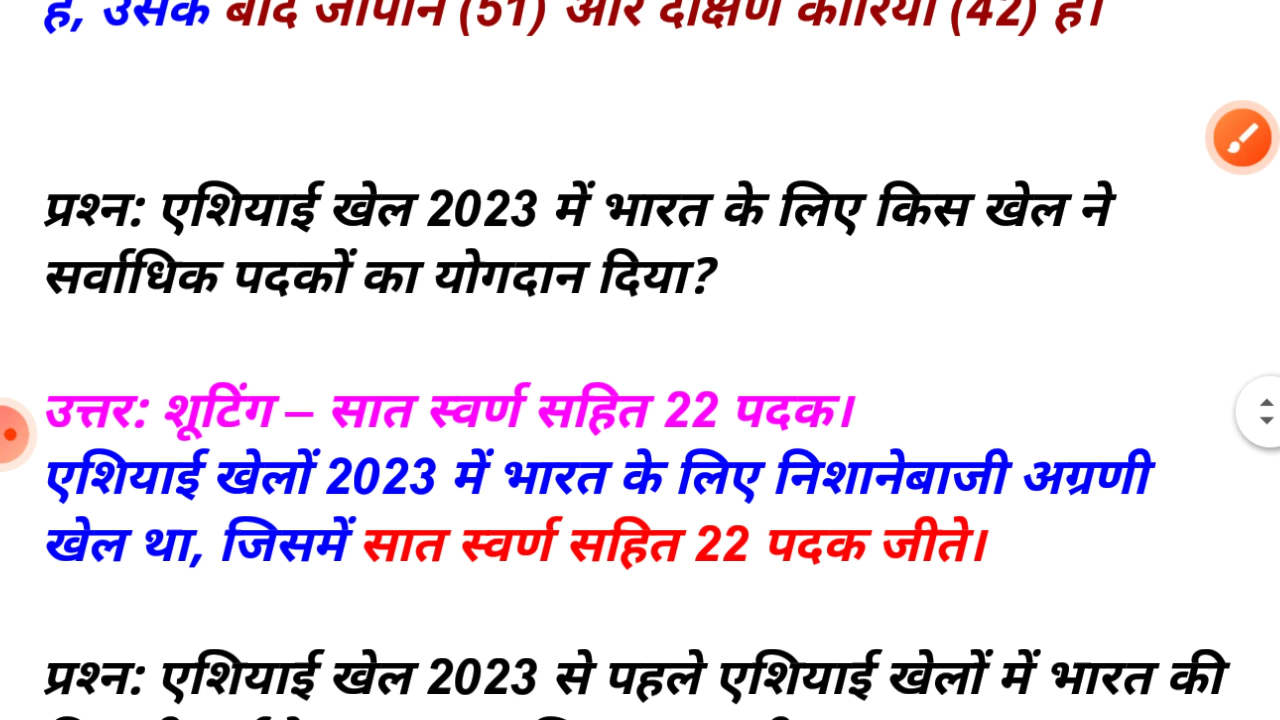 है, उसके बाद जापान (51) और दक्षिण कोरिया (42) हैं।
प्रश्न: एशियाई खेल 2023 में भारत के लिए किस खेल ने
सर्वाधिक पदकों का योगदान दिया?
उत्तर: शूटिंग – सात स्वर्ण सहित 22 पदक।
एशियाई खेलों 2023 में भारत के लिए निशानेबाजी अग्रणी
खेल था, जिसमें सात स्वर्ण सहित 22 पदक जीते।
प्रश्न: एशियाई खेल 2023 से पहले एशियाई खेलों में भारत की